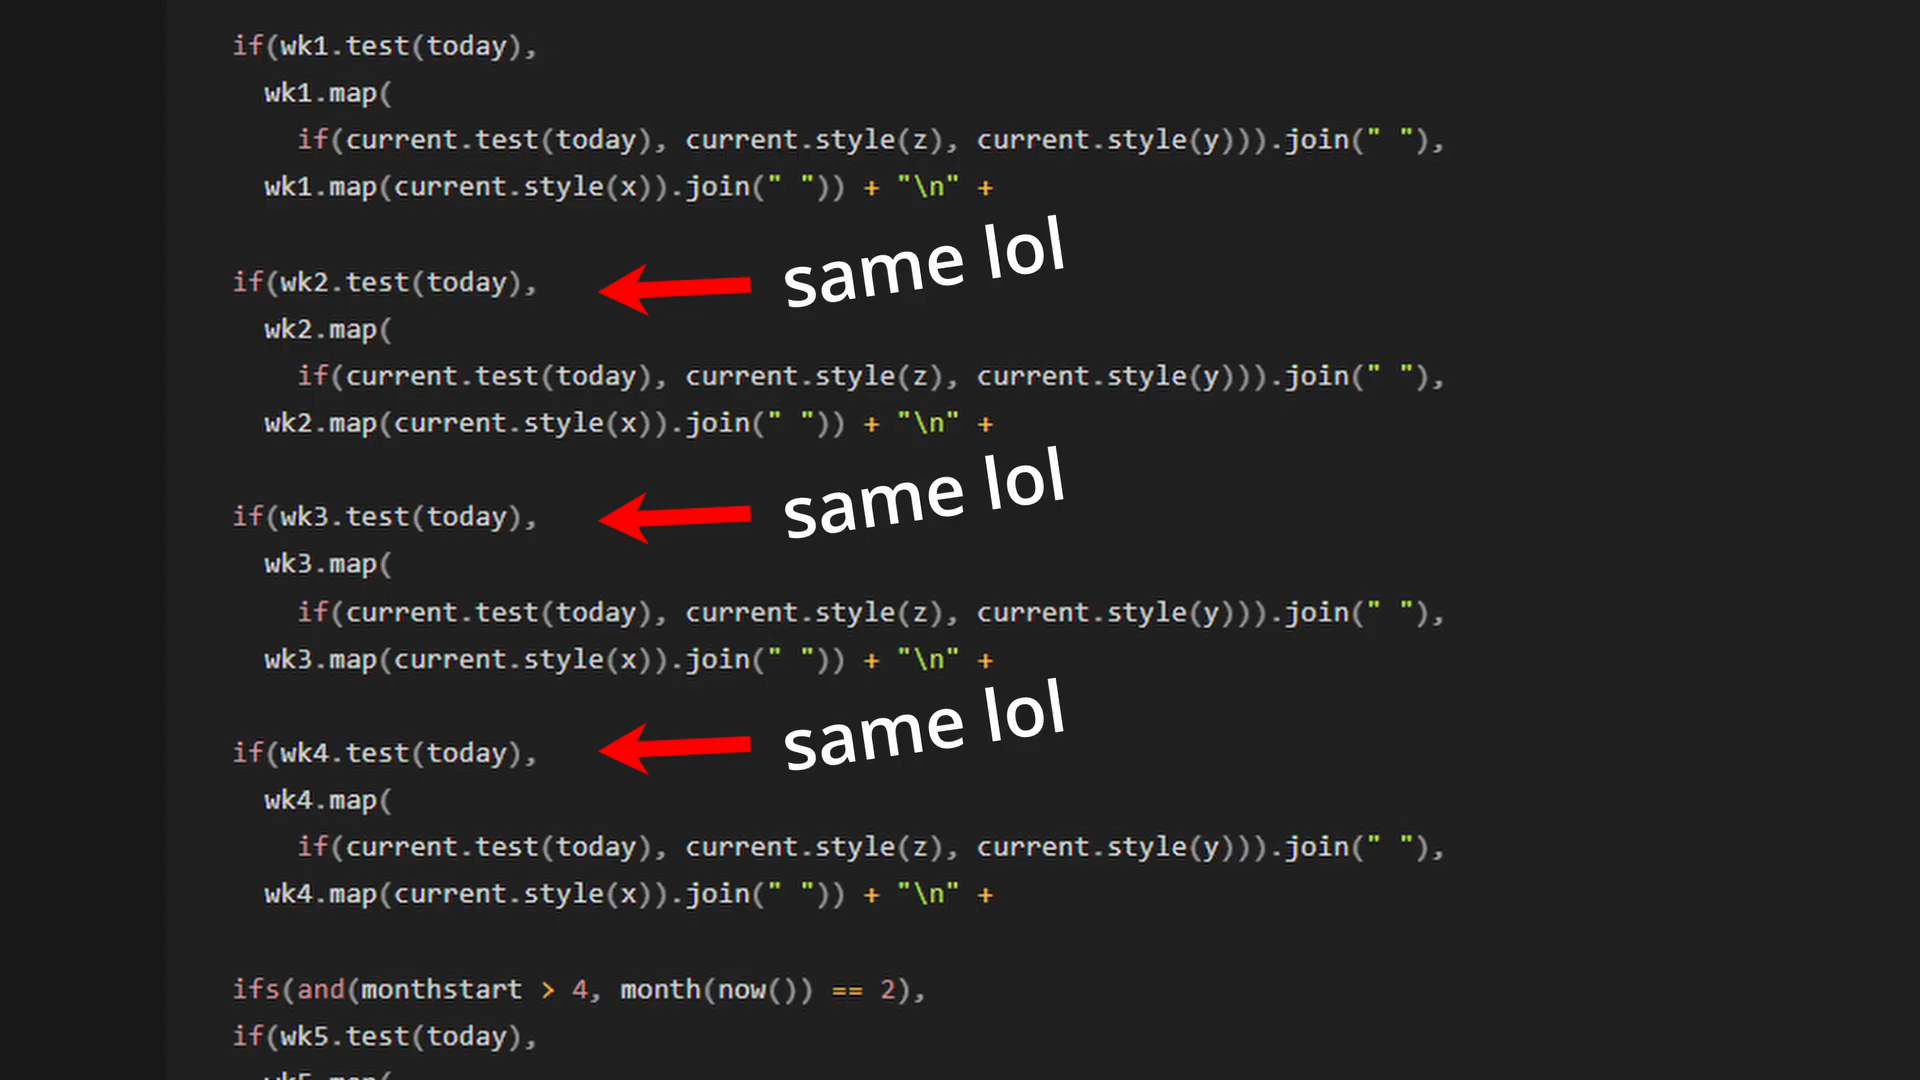 if(wk1.test(today),
wk1.map(
if(current.test(today), current.style(z), current.style(y))).join(" "),
wk1.map(current.style(x)).join(" ")) + "\n" +
same lol
if(wk2.test(today),
wk2.map(
if(current.test(today), current.style(z), current.style(y))).join(" "),
wk2.map(current.style(x)).join(" ")) + "\n" +
same lol
if(wk3.test(today),
wk3.map(
if(current.test(today), current.style(z), current.style(y))).join(" "),
wk3.map(current.style(x)).join(" ")) + "\n" +
same lol
if(wk4.test(today),
wk4.map(
if(current.test(today), current.style(z), current.style(y))).join(" "),
wk4.map(current.style(x)).join(" ")) + "\n" +
ifs(and(monthstart > 4, month(now()) == 2),
if(wk5.test(today),
wk5.map(